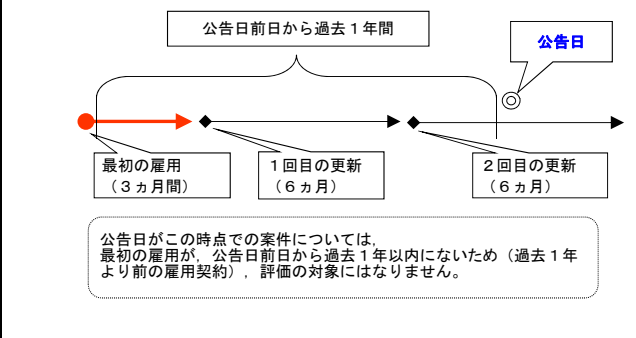 公告日前日から過去１年間
公告日
最初の雇用
（３ヵ月間）
１回目の更新
（６ヵ月）
２回目の更新
（６ヵ月）
公告日がこの時点での案件については，
最初の雇用が，公告日前日から過去１年以内にないため（過去１年
より前の雇用契約），評価の対象にはなりません。